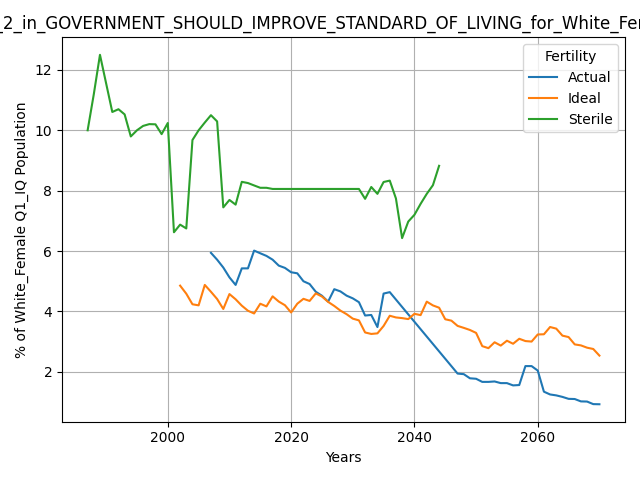 _2_in_GOVERNMENT_SHOULD_IMPROVE_STANDARD_OF_LIVING_for_White_Fem
Fertility
Actual
Ideal
Sterile
% of White_Female Q1_IQ Population
12
10
8
6
4
2
2000
2020
2040
2060
Years